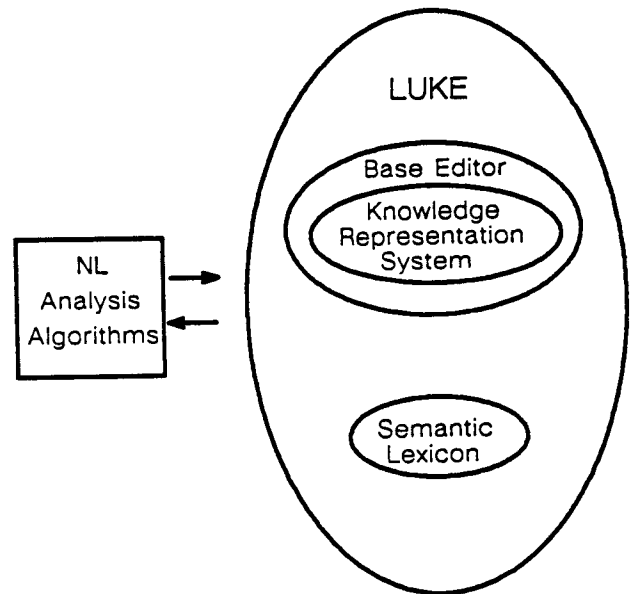 LUKE
Base Editor
Knowledge
Representation
System
NL
Analysis
Algorithms
Semantic
Lexicon